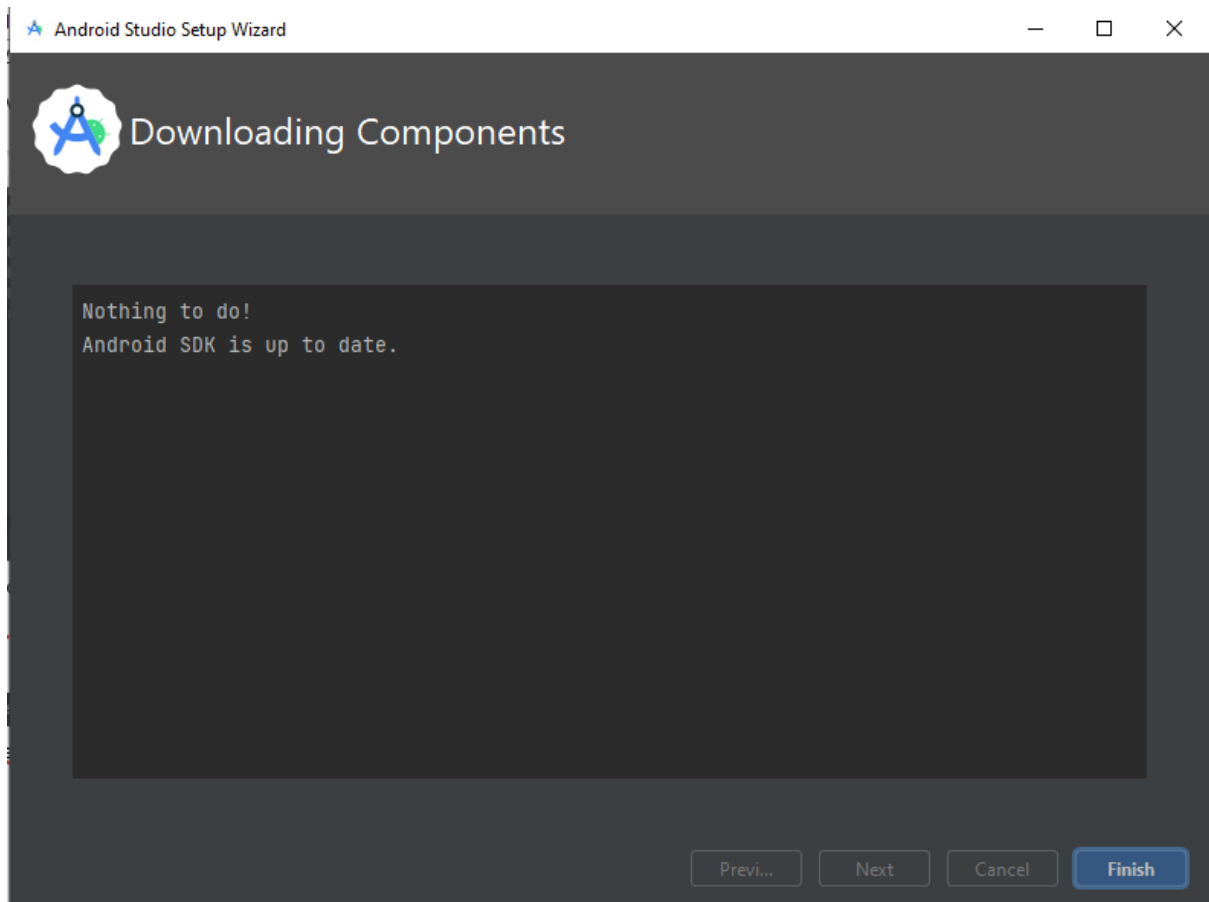 Android Studio Setup Wizard
Downloading Components
Nothing to do!
Android SDK is up to date.
Previ...
Next
Cancel
Finish